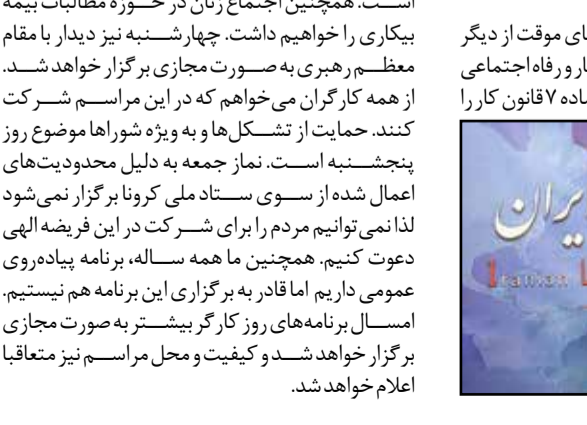 است. همچنین اجتماع زنان در حوزه مطالبات بیمه
بیکاری را خواهیم داشت. چهارشنبه نیز دیدار با مقام
معظم رهبری به صورت مجازی برگزار خواهد شد.
از همه کارگران می‌خواهم که در این مراسم شرکت
کنند. حمایت از تشکل‌ها و به ویژه شوراها موضوع روز
پنجشنبه است. نماز جمعه به دلیل محدودیت‌های
اعمال شده از سوی ستاد ملی کرونا برگزار نمی‌شود
لذا نمی‌توانیم مردم را برای شرکت در این فریضه الهی
دعوت کنیم. همچنین ما همه ساله، برنامه پیاده‌روی
عمومی داریم اما قادر به برگزاری این برنامه هم نیستیم.
امسال برنامه‌های روز کارگر بیشتر به صورت مجازی
برگزار خواهد شد و کیفیت و محل مراسم نیز متعاقبا
اعلام خواهد شد.
ای موقت از دیگر
ار و رفاه اجتماعی
اده ۷ قانون کار را
یران
Iranian